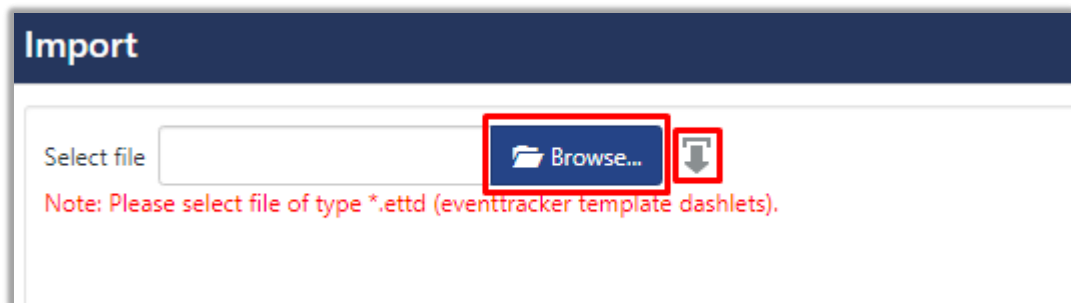 Import
Select file Browse...
Note: Please select file of type *.ettd (eventtracker template dashlets).